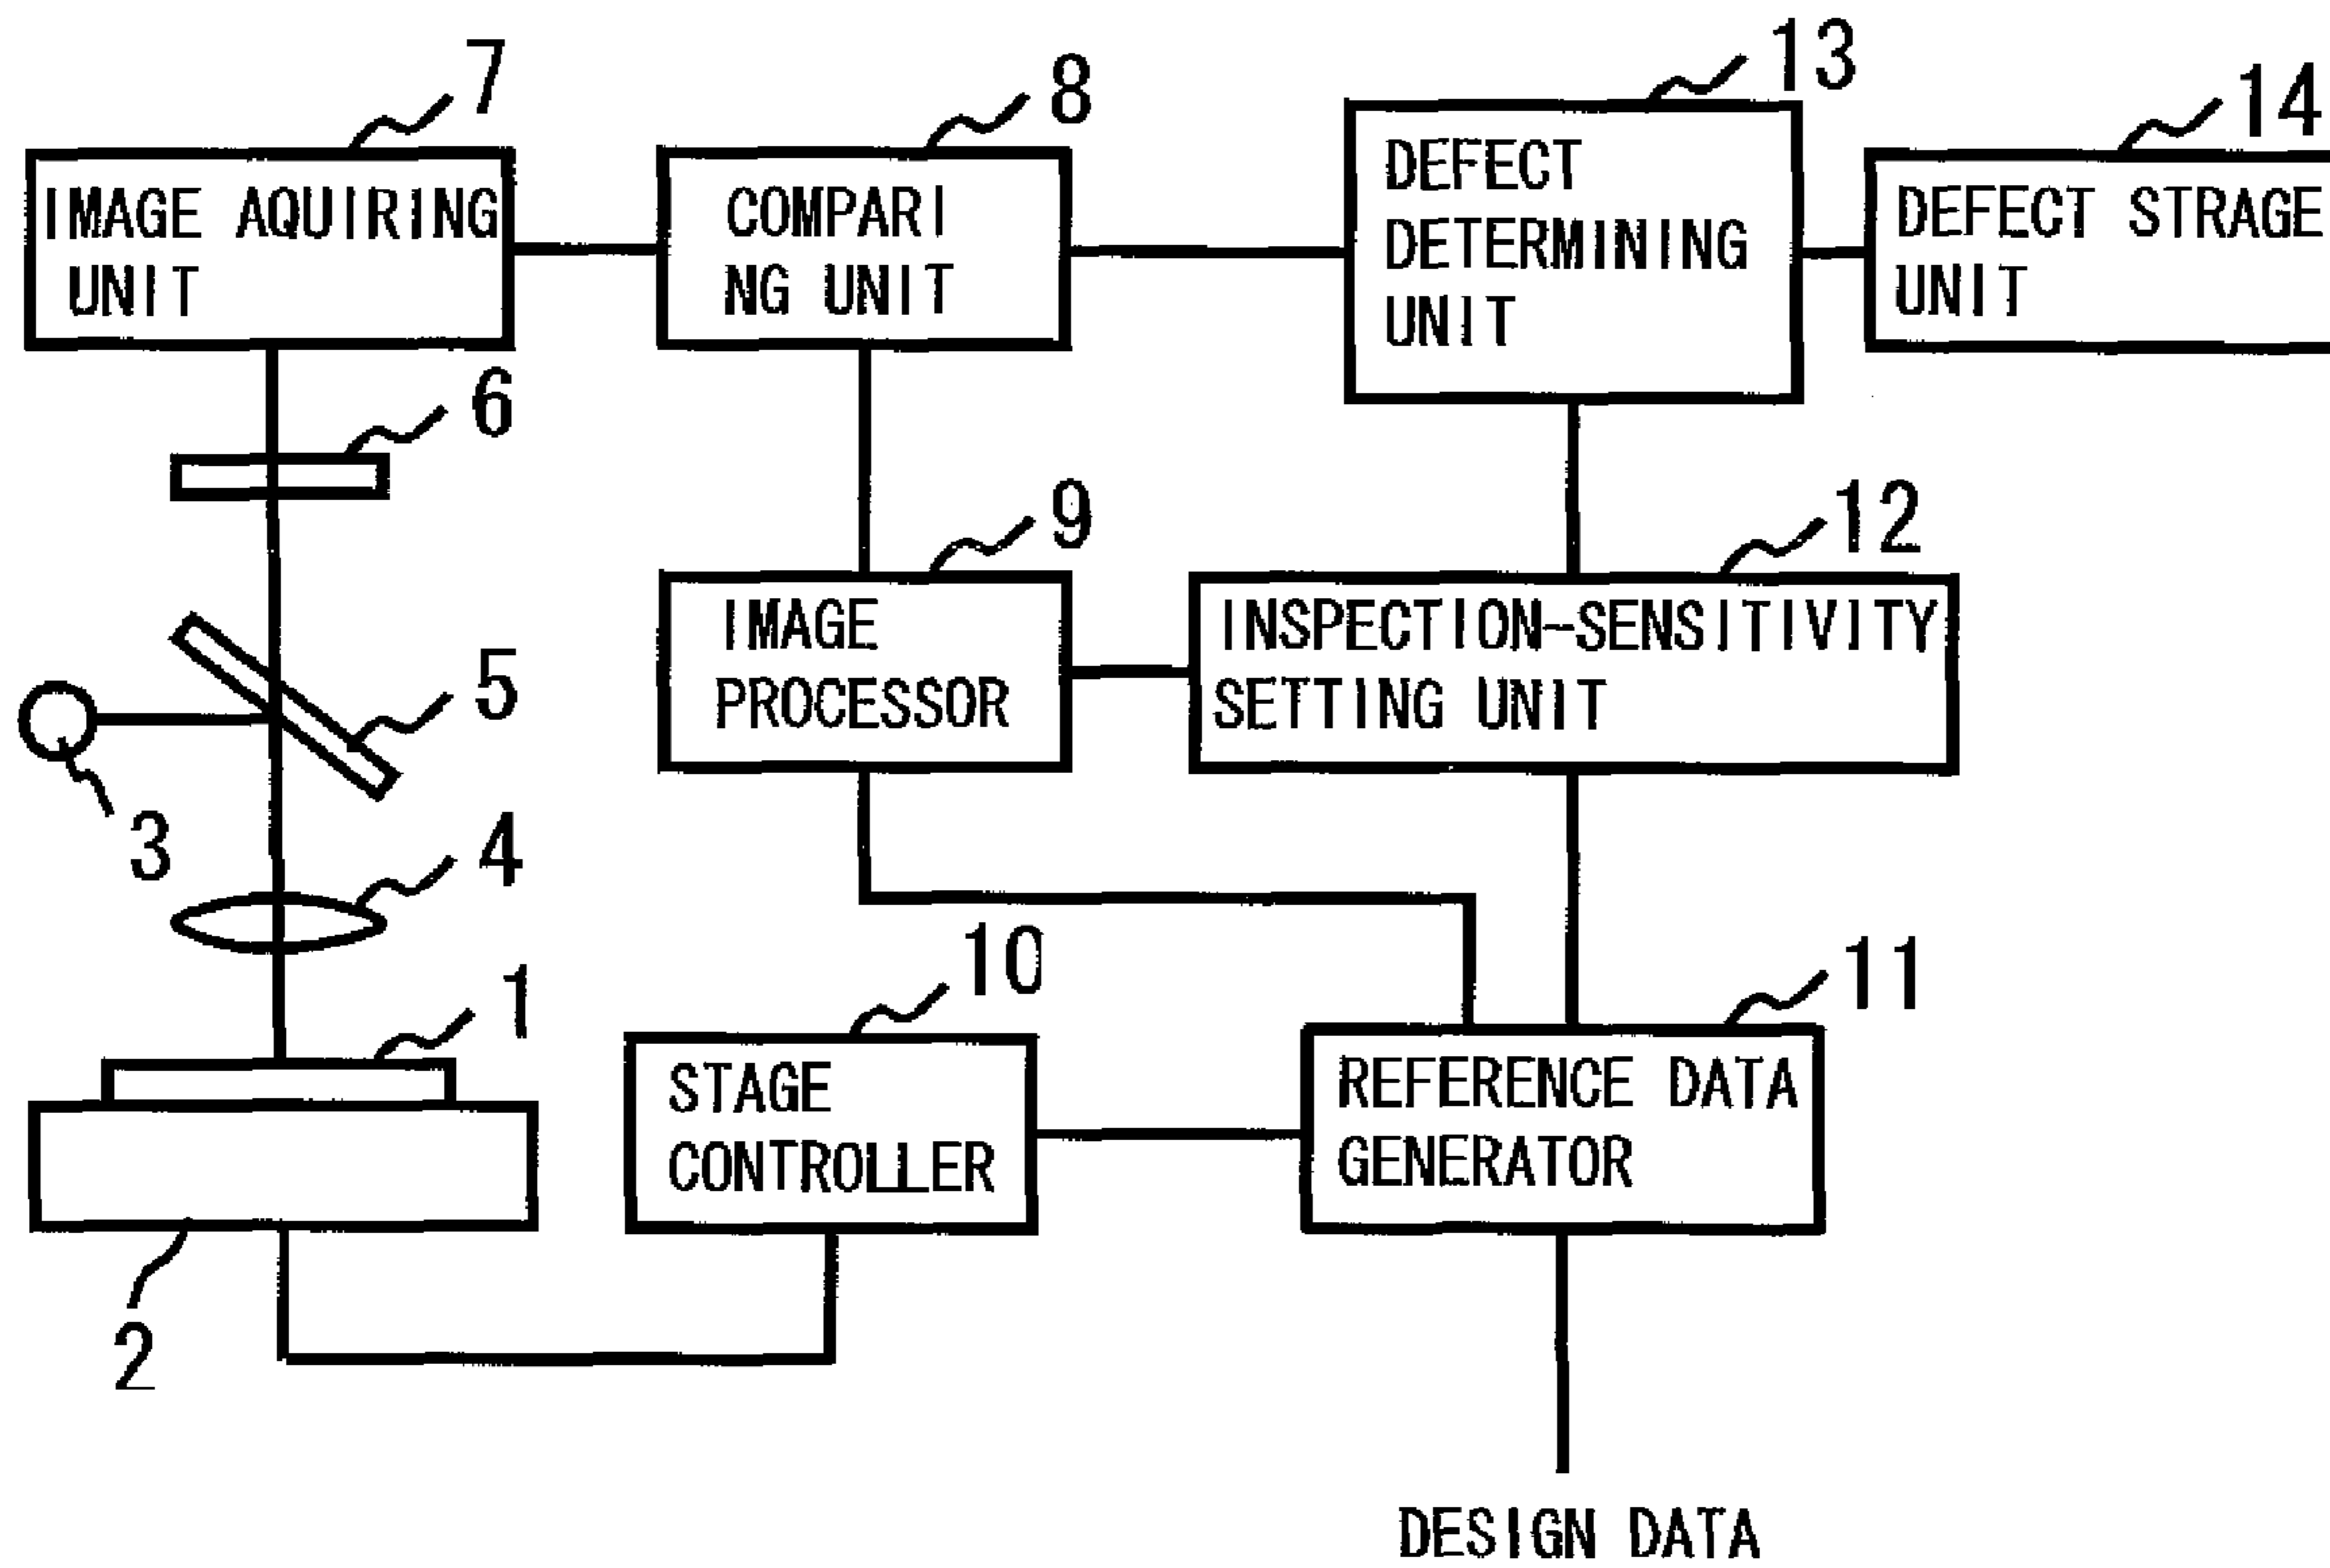 7
IMAGE AQUIRING
UNIT
8
COMPARI
NG UNIT
13
DEFECT
DETERMINING
UNIT
14
DEFECT STRAGE
UNIT
6
5
3
4
1
2
9
IMAGE
PROCESSOR
12
INSPECTION-SENSITIVITY
SETTING UNIT
10
STAGE
CONTROLLER
11
REFERENCE DATA
GENERATOR
DESIGN DATA